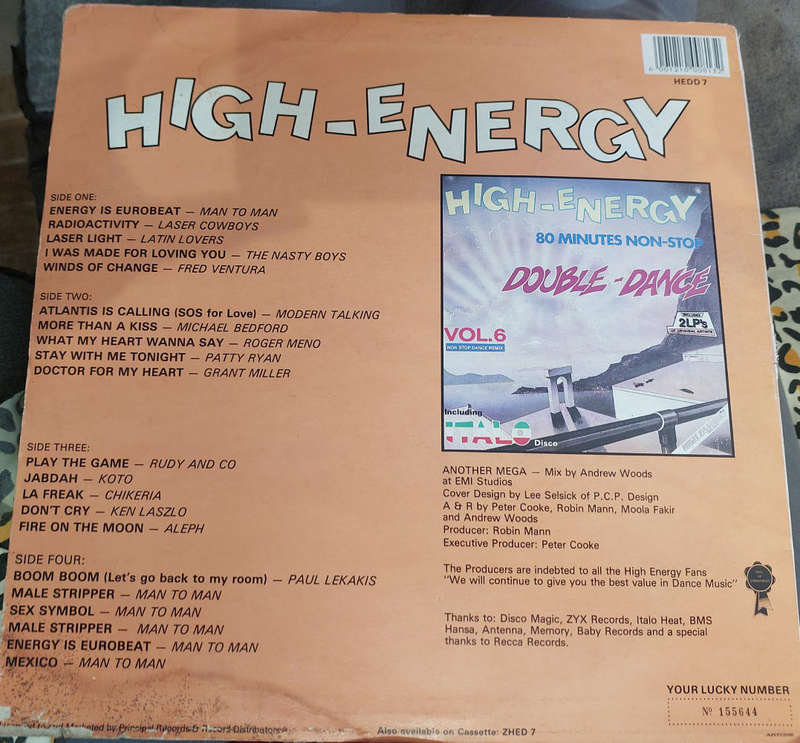 6 001210 008132
HEDD 7
HIGH-ENERGY
SIDE ONE:
ENERGY IS EUROBEAT — MAN TO MAN
RADIOACTIVITY — LASER COWBOYS
LASER LIGHT — LATIN LOVERS
I WAS MADE FOR LOVING YOU — THE NASTY BOYS
WINDS OF CHANGE — FRED VENTURA
SIDE TWO:
ATLANTIS IS CALLING (SOS for Love) — MODERN TALKING
MORE THAN A KISS — MICHAEL BEDFORD
WHAT MY HEART WANNA SAY — ROGER MENO
STAY WITH ME TONIGHT — PATTY RYAN
DOCTOR FOR MY HEART — GRANT MILLER
SIDE THREE:
PLAY THE GAME — RUDY AND CO
JABDAH — KOTO
LA FREAK — CHIKERIA
DON'T CRY — KEN LASZLO
FIRE ON THE MOON — ALEPH
SIDE FOUR:
BOOM BOOM (Let's go back to my room) — PAUL LEKAKIS
MALE STRIPPER — MAN TO MAN
SEX SYMBOL — MAN TO MAN
MALE STRIPPER — MAN TO MAN
ENERGY IS EUROBEAT — MAN TO MAN
MEXICO — MAN TO MAN
HIGH-ENERGY
80 MINUTES NON-STOP
DOUBLE-DANCE
INCLUDES
2LP's
OF ORIGINAL ARTISTS
VOL.6
NON STOP DANCE REMIX
Including
ITALO
Disco
ANOTHER MEGA — Mix by Andrew Woods
at EMI Studios
Cover Design by Lee Selsick of P.C.P. Design
A & R by Peter Cooke, Robin Mann, Moola Fakir
and Andrew Woods
Producer: Robin Mann
Executive Producer: Peter Cooke
The Producers are indebted to all the High Energy Fans
"We will continue to give you the best value in Dance Music"
Thanks to: Disco Magic, ZYX Records, Italo Heat, BMS
Hansa, Antenna, Memory, Baby Records and a special
thanks to Recca Records.
YOUR LUCKY NUMBER
Nº 155644
Marketed by Principal Records & Record Distributors
Also available on Cassette: ZHED 7